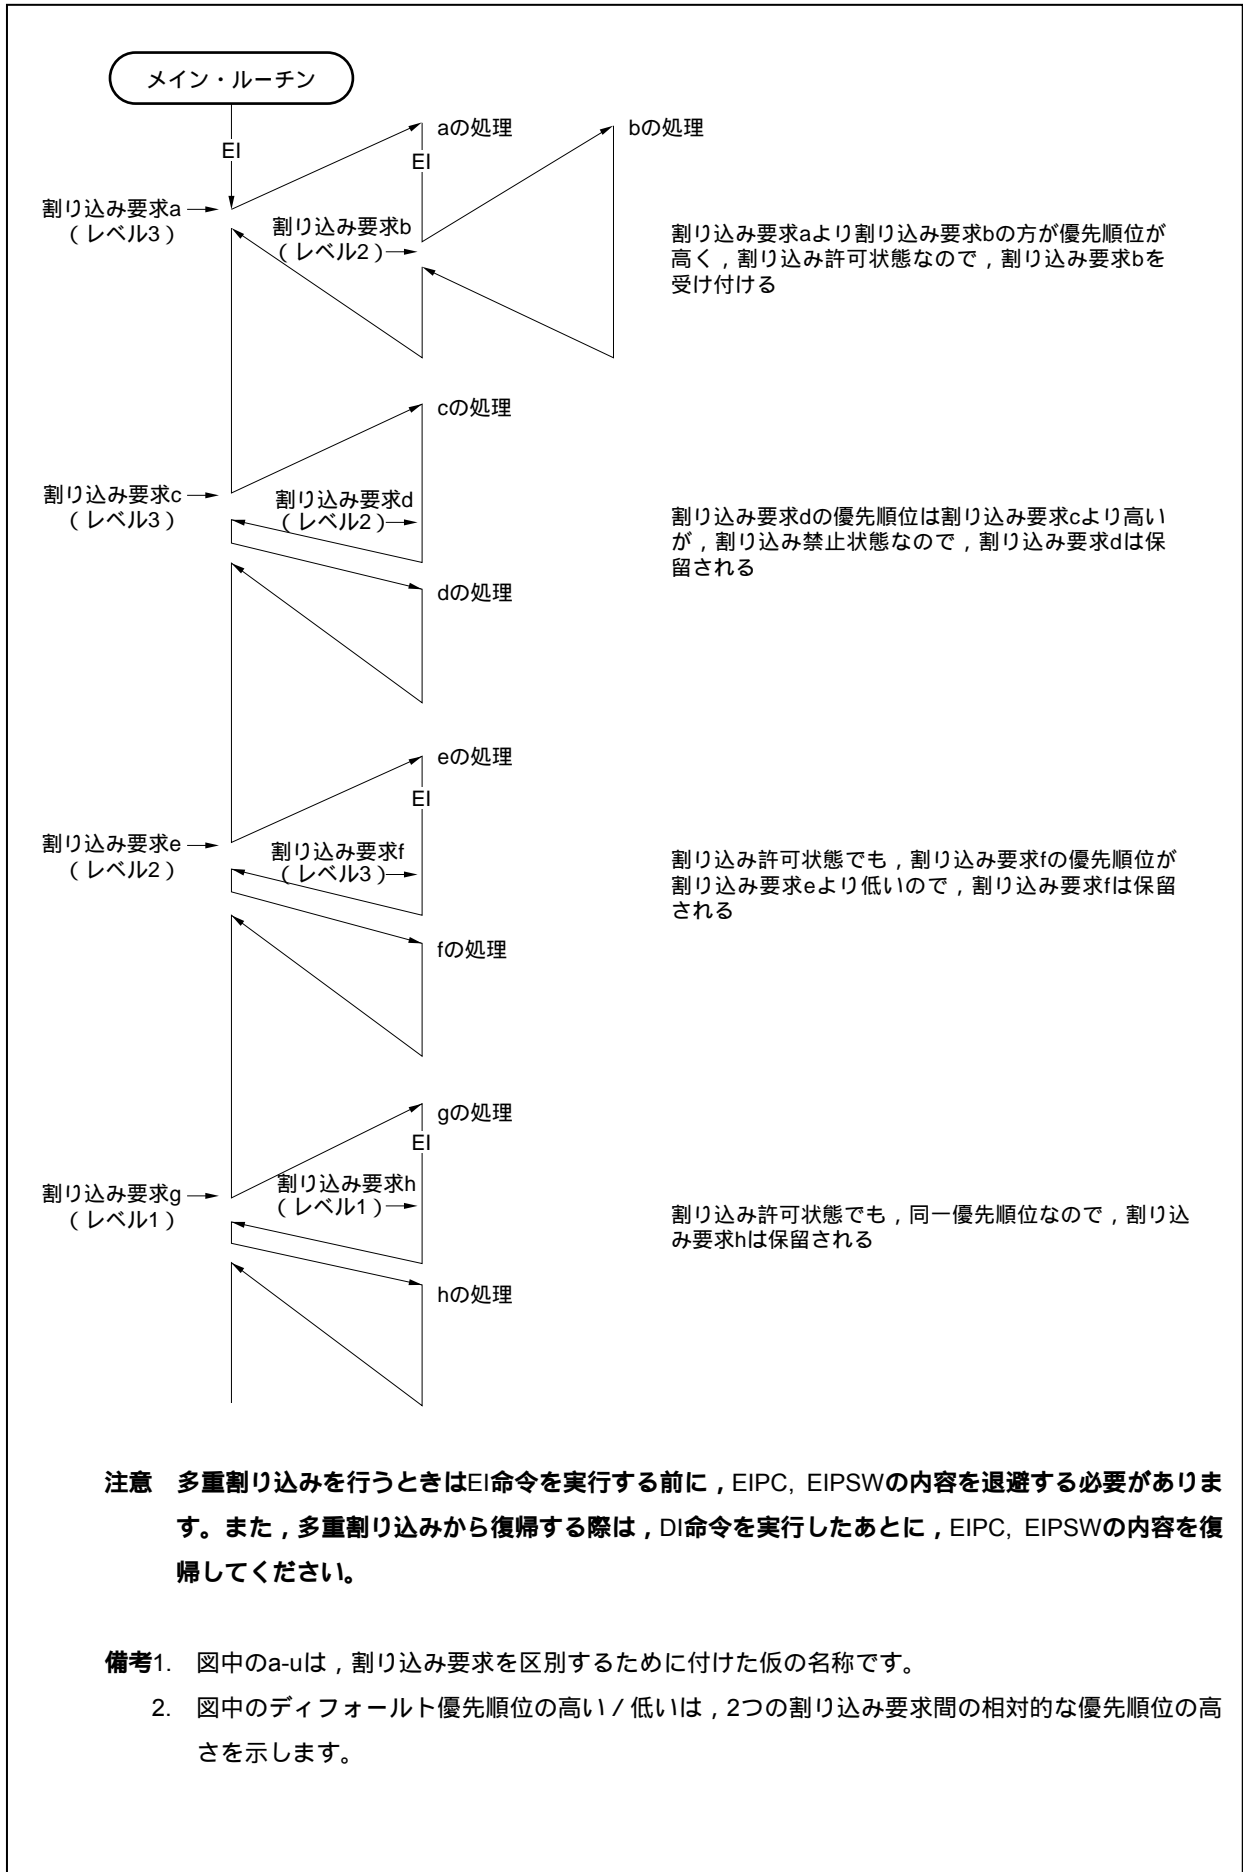 メイン・ルーチン
EI
aの処理
EI
bの処理
割り込み要求a
（レベル3）
割り込み要求b
（レベル2）
割り込み要求aより割り込み要求bの方が優先順位が
高く，割り込み許可状態なので，割り込み要求bを
受け付ける
cの処理
割り込み要求c
（レベル3）
割り込み要求d
（レベル2）
割り込み要求dの優先順位は割り込み要求cより高い
が，割り込み禁止状態なので，割り込み要求dは保
留される
dの処理
eの処理
EI
割り込み要求e
（レベル2）
割り込み要求f
（レベル3）
割り込み許可状態でも，割り込み要求fの優先順位が
割り込み要求eより低いので，割り込み要求fは保留
される
fの処理
gの処理
EI
割り込み要求g
（レベル1）
割り込み要求h
（レベル1）
割り込み許可状態でも，同一優先順位なので，割り込
み要求hは保留される
hの処理
注意 多重割り込みを行うときはEI命令を実行する前に，EIPC, EIPSWの内容を退避する必要がありま
す。また，多重割り込みから復帰する際は，DI命令を実行したあとに，EIPC, EIPSWの内容を復
帰してください。
備考1. 図中のa-uは，割り込み要求を区別するために付けた仮の名称です。
2. 図中のディフォールト優先順位の高い／低いは，2つの割り込み要求間の相対的な優先順位の高
さを示します。